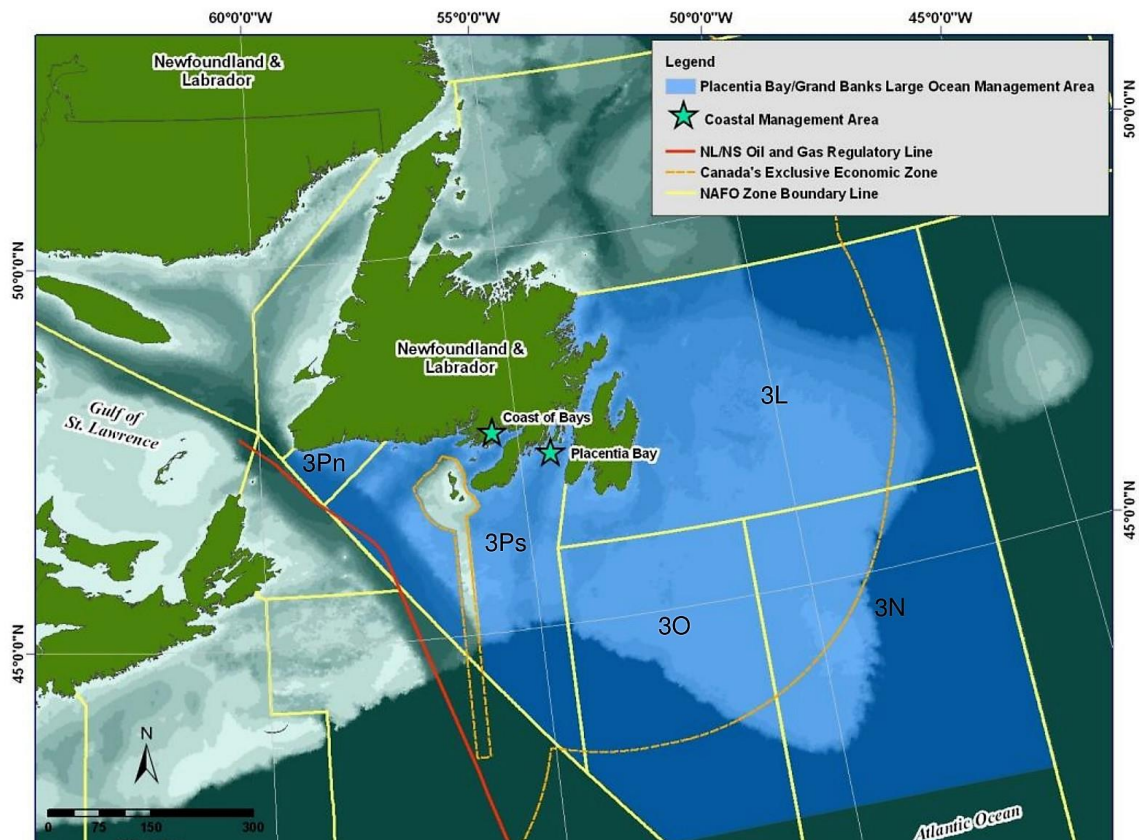 60°0'0"W
55°0'0"W
50°0'0"W
45°0'0"W
Newfoundland &
Labrador
Legend
Placentia Bay/Grand Banks Large Ocean Management Area
Coastal Management Area
NL/NS Oil and Gas Regulatory Line
Canada's Exclusive Economic Zone
NAFO Zone Boundary Line
50°0'0"N
50°0'0"N
Newfoundland &
Labrador
3L
Gulf of
St. Lawrence
Coast of Bays
Placentia Bay
3Pn
45°0'0"N
3Ps
3N
3O
45°0'0"N
N
0 75 150 300
Atlantic Ocean